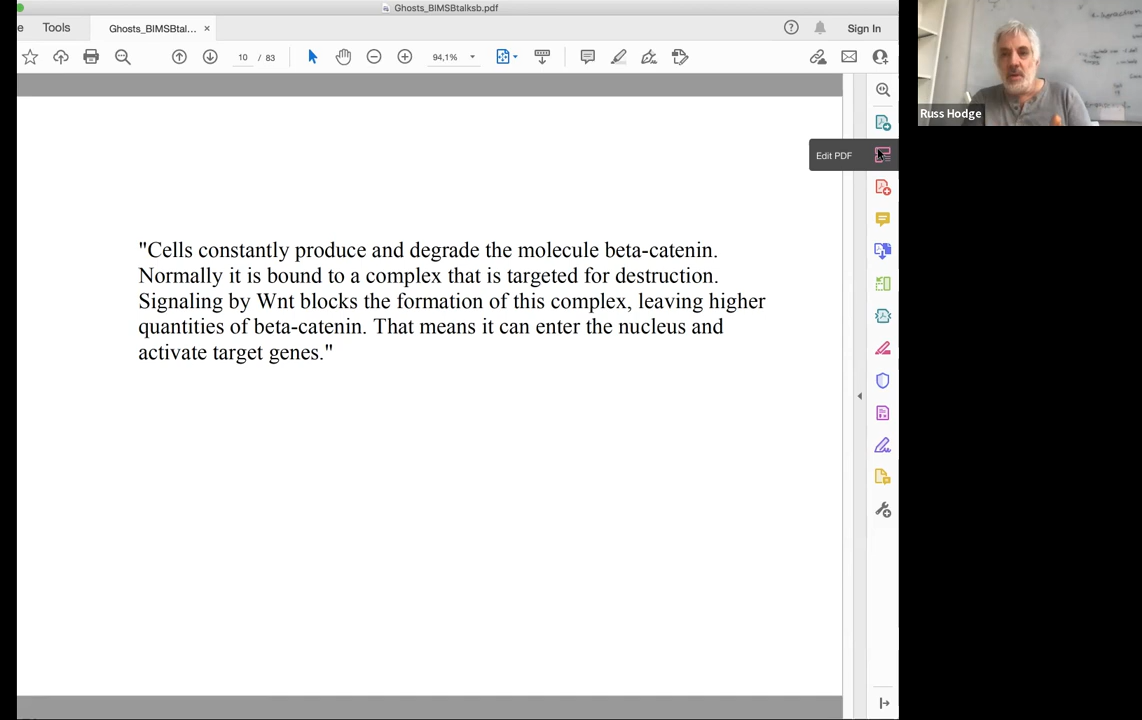 Ghosts_BIMSBtalksb.pdf
e
Tools
Ghosts_BIMSBtal... ×
Sign In
10 / 83
94,1%
Russ Hodge
Edit PDF
"Cells constantly produce and degrade the molecule beta-catenin.
Normally it is bound to a complex that is targeted for destruction.
Signaling by Wnt blocks the formation of this complex, leaving higher
quantities of beta-catenin. That means it can enter the nucleus and
activate target genes."